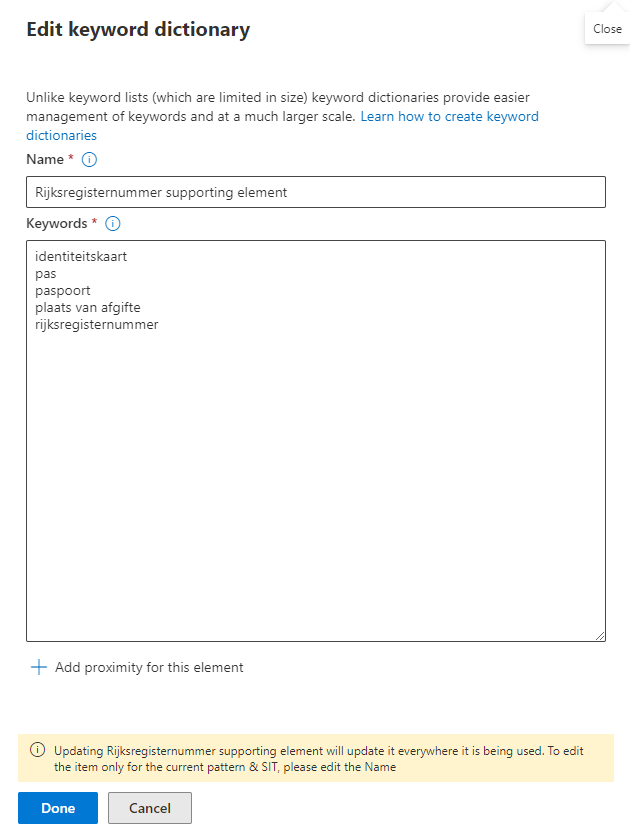 Edit keyword dictionary
Close
Unlike keyword lists (which are limited in size) keyword dictionaries provide easier
management of keywords and at a much larger scale. Learn how to create keyword
dictionaries
Name *
Rijksregisternummer supporting element
Keywords *
identiteitskaart
pas
paspoort
plaats van afgifte
rijksregisternummer
Add proximity for this element
Updating Rijksregisternummer supporting element will update it everywhere it is being used. To edit
the item only for the current pattern & SIT, please edit the Name
Done
Cancel